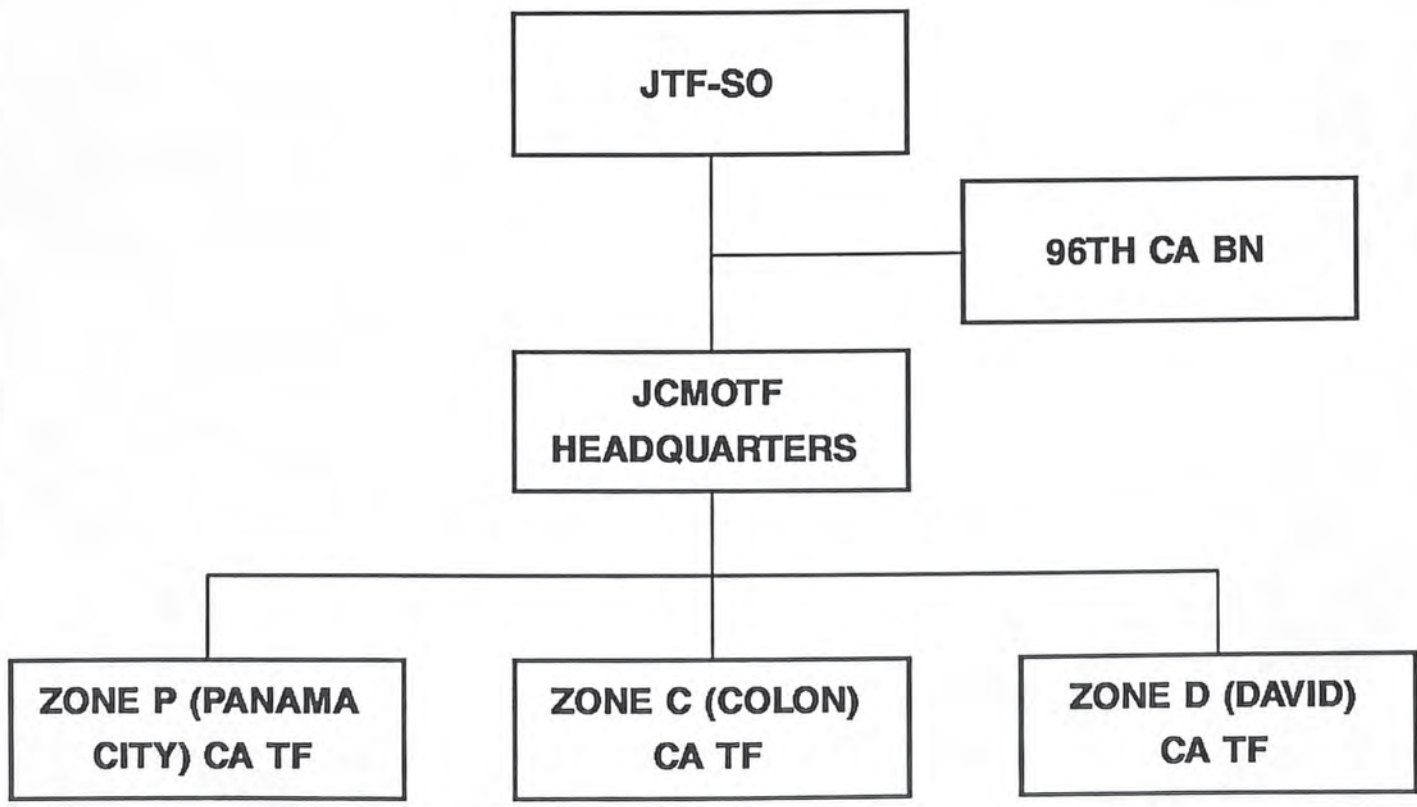 JTF-SO
96TH CA BN
JCMOTF
HEADQUARTERS
ZONE P (PANAMA
CITY) CA TF
ZONE C (COLON)
CA TF
ZONE D (DAVID)
CA TF